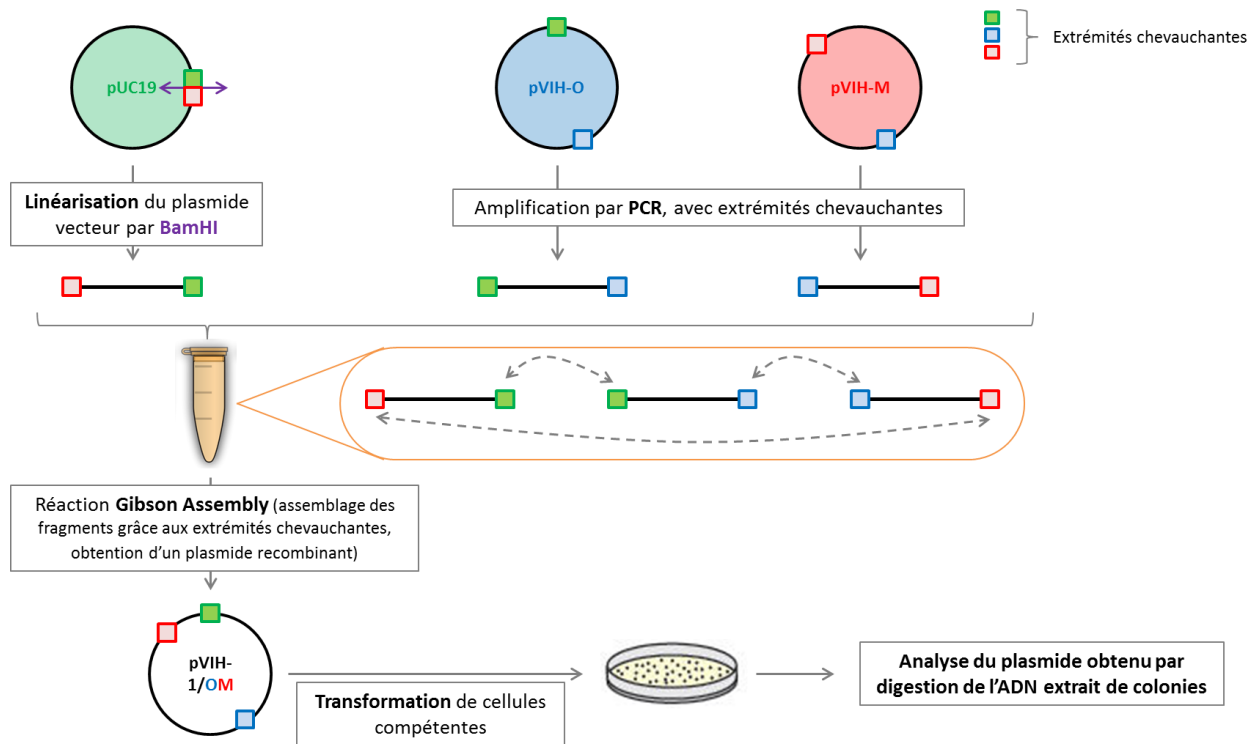 pUC19
pVIH-O
pVIH-M
Extrémités chevauchantes
Linéarisation du plasmide
vecteur par BamHI
Amplification par PCR, avec extrémités chevauchantes
Réaction Gibson Assembly (assemblage des
fragments grâce aux extrémités chevauchantes,
obtention d'un plasmide recombinant)
pVIH-
1/OM
Transformation de cellules
compétentes
Analyse du plasmide obtenu par
digestion de l'ADN extrait de colonies